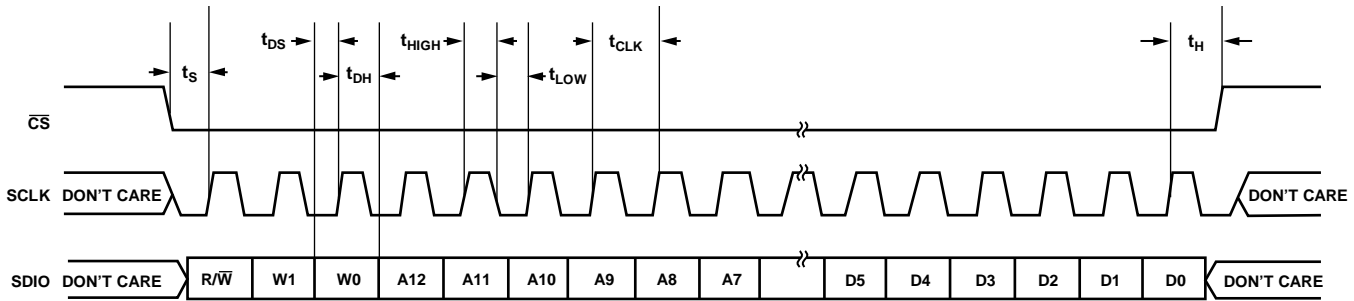 tDS tHIGH tCLK tH
tS tDH tLOW
CS
SCLK DON'T CARE DON'T CARE
SDIO DON'T CARE R/W W1 W0 A12 A11 A10 A9 A8 A7 D5 D4 D3 D2 D1 D0 DON'T CARE